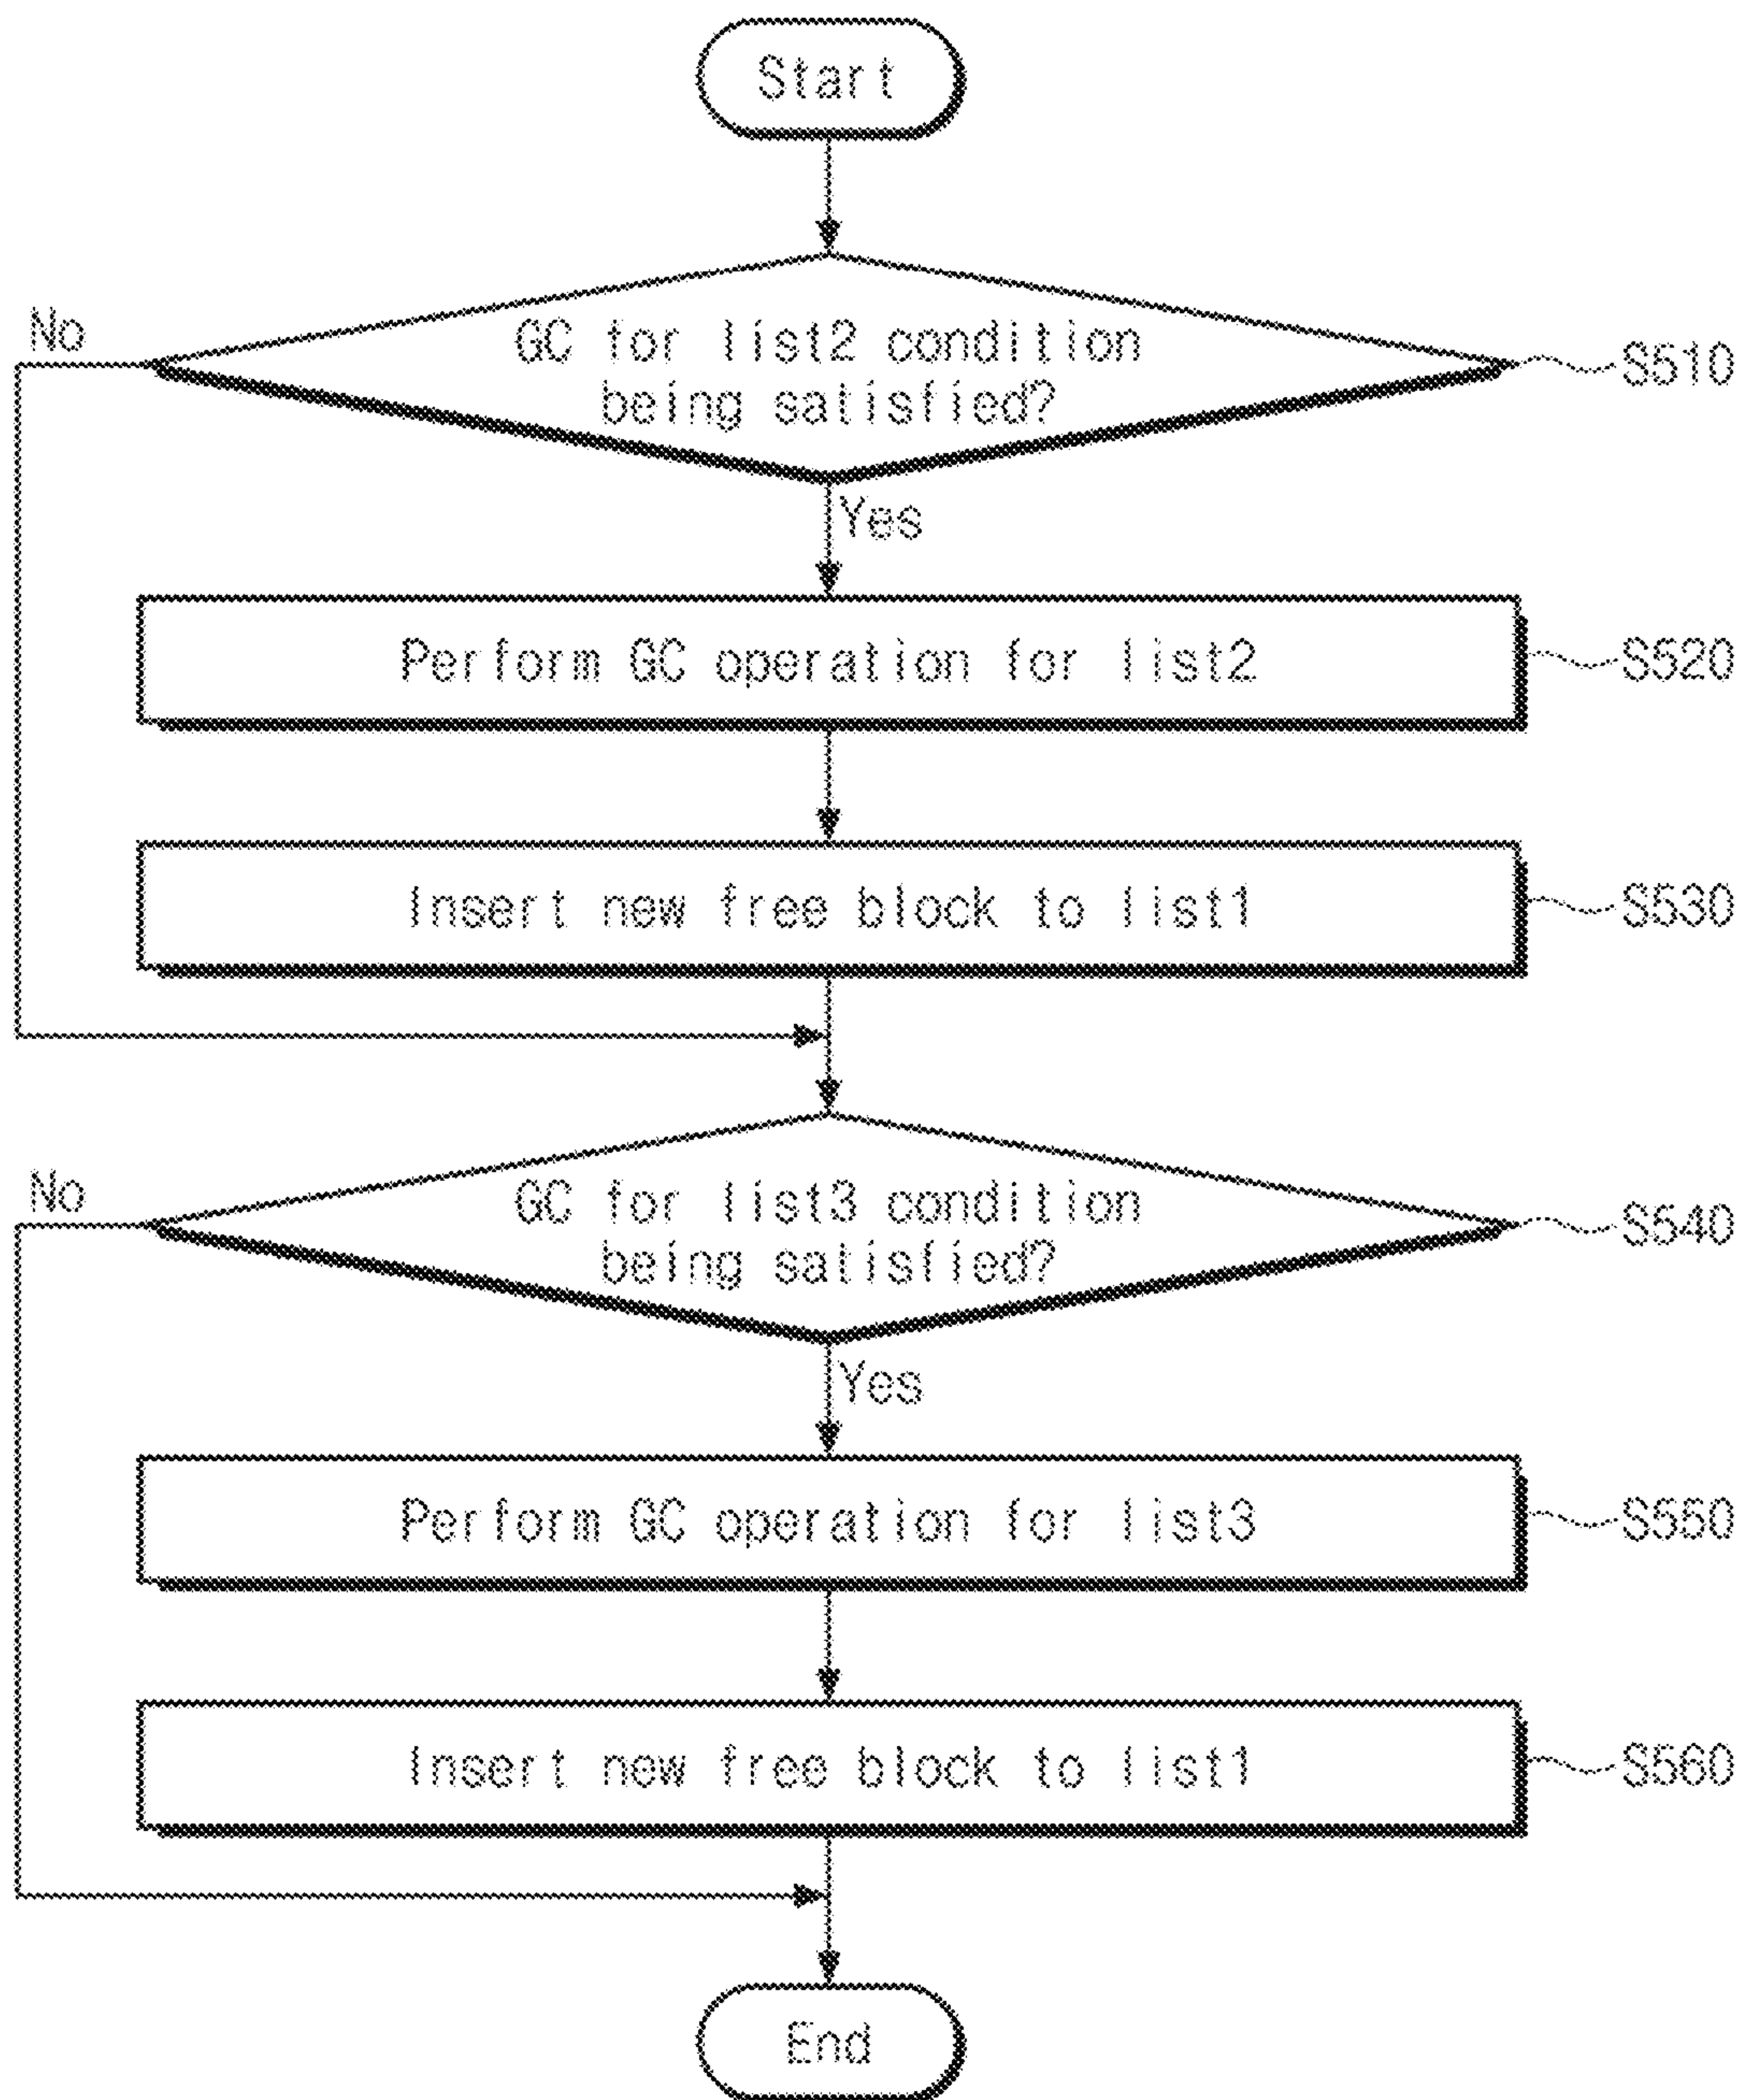 Start
No
GC for list2 condition
being satisfied?
S510
Yes
Perform GC operation for list2
S520
Insert new free block to list1
S530
No
GC for list3 condition
being satisfied?
S540
Yes
Perform GC operation for list3
S550
Insert new free block to list1
S560
End